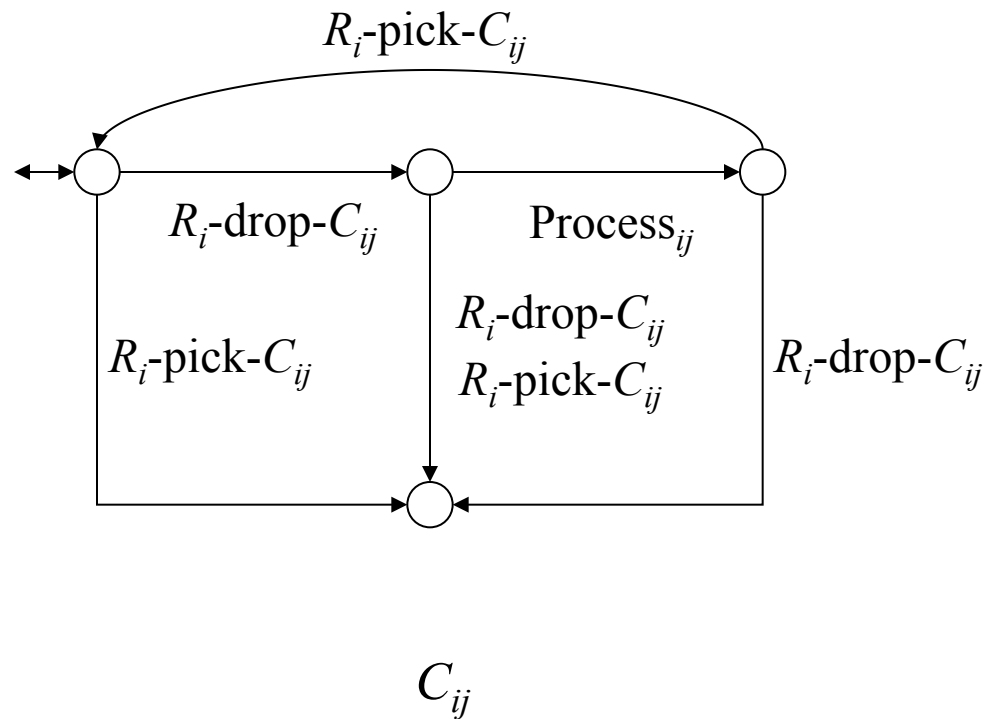 R_i-pick-C_ij
R_i-drop-C_ij
Process_ij
R_i-drop-C_ij
R_i-pick-C_ij
R_i-pick-C_ij
R_i-drop-C_ij
C_ij